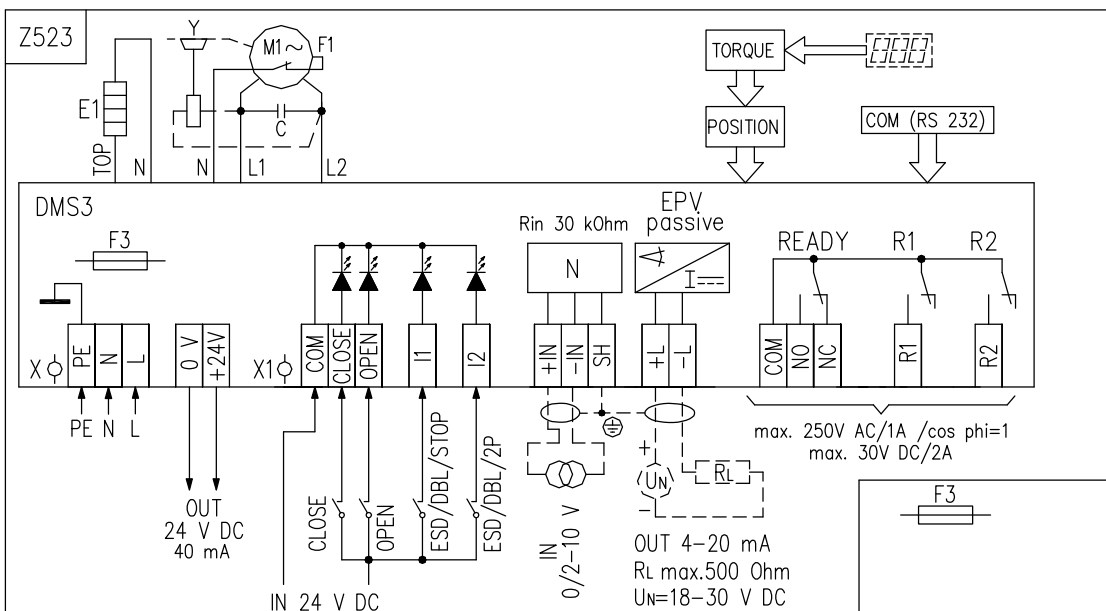 Z523
Y
M1 ~
F1
E1
C
TOP
N
N
L1
L2
TORQUE
POSITION
COM (RS 232)
DMS3
F3
Rin 30 kOhm
N
EPV
passive
I
READY
R1
R2
X
PE
N
L
0 V
+24V
X1
COM
CLOSE
OPEN
I1
I2
+IN
-IN
SH
+L
-L
COM
NO
NC
R1
R2
PE N L
OUT
24 V DC
40 mA
CLOSE
OPEN
ESD/DBL/STOP
ESD/DBL/2P
IN 24 V DC
IN
0/2-10 V
+
UN
-
RL
OUT 4-20 mA
RL max.500 Ohm
UN=18-30 V DC
max. 250V AC/1A /cos phi=1
max. 30V DC/2A
F3